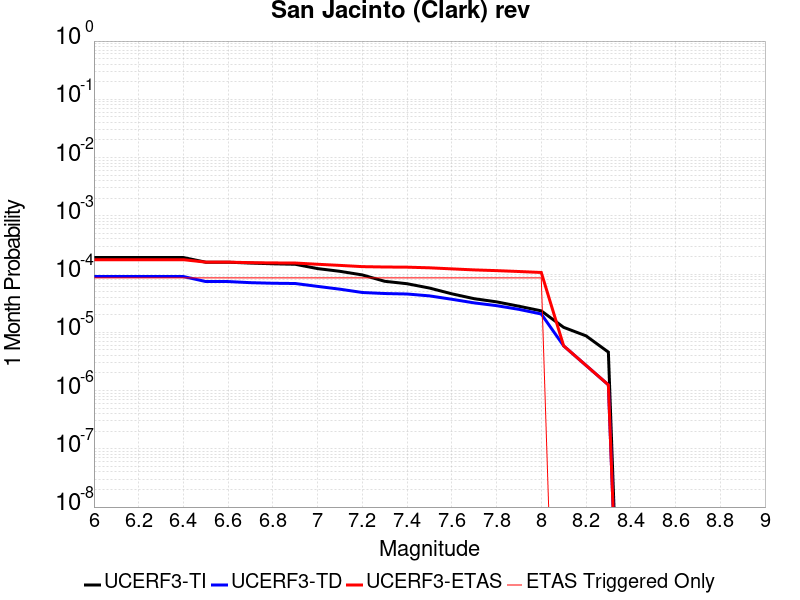 San Jacinto (Clark) rev
10^0
10^-1
10^-2
10^-3
10^-4
10^-5
10^-6
10^-7
10^-8
1 Month Probability
6 6.2 6.4 6.6 6.8 7 7.2 7.4 7.6 7.8 8 8.2 8.4 8.6 8.8 9
Magnitude
UCERF3-TI UCERF3-TD UCERF3-ETAS ETAS Triggered Only